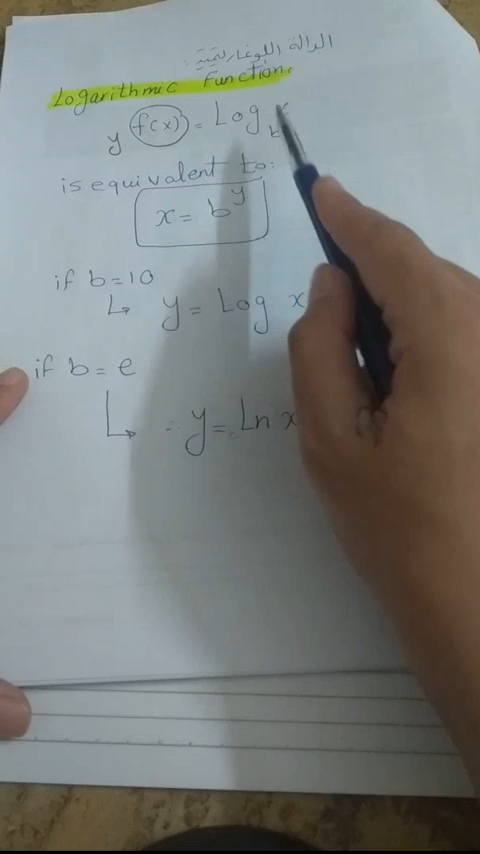 الدالة اللوغاريتمية :
Logarithmic Function.
y f(x) = Log b x
is equivalent to:
x = b^y
if b = 10
↳ y = Log x
if b = e
↳ ∴ y = Ln x